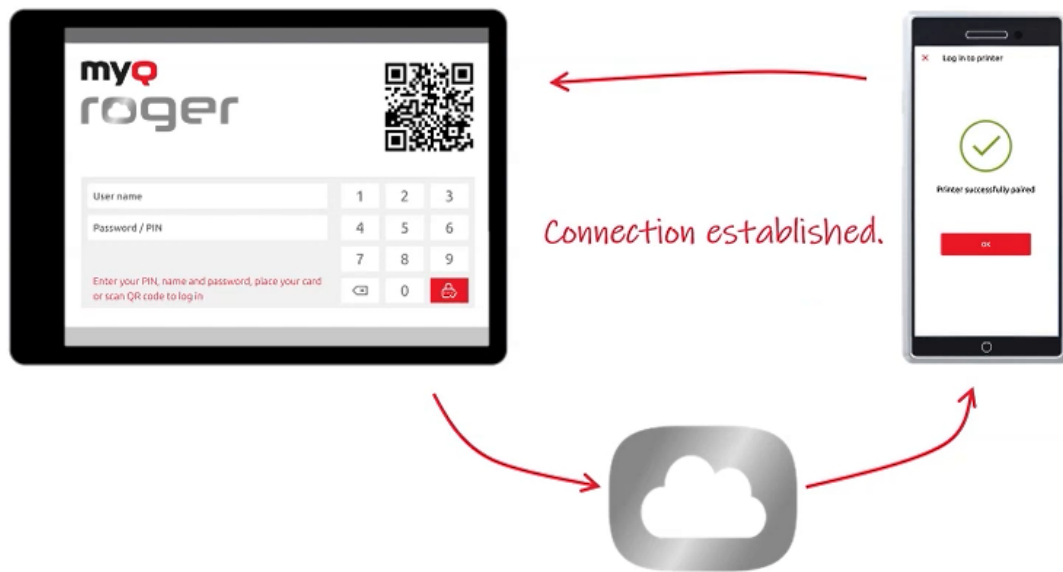 myQ
roger
User name
Password / PIN
Enter your PIN, name and password, place your card
or scan QR code to log in
1 2 3
4 5 6
7 8 9
0
Connection established.
Log in to printer
Printer successfully paired
OK